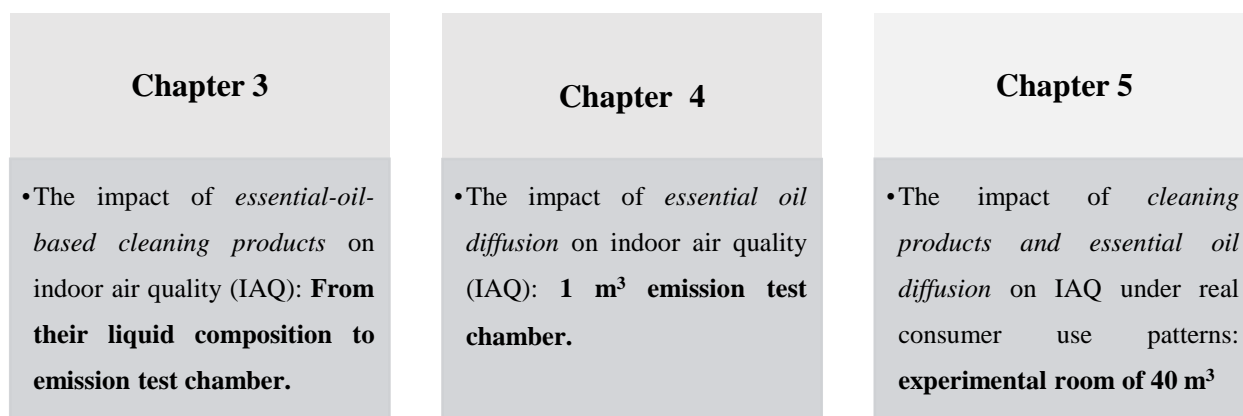 Chapter 3
•The impact of essential-oil-
based cleaning products on
indoor air quality (IAQ): From
their liquid composition to
emission test chamber.
Chapter 4
•The impact of essential oil
diffusion on indoor air quality
(IAQ): 1 m³ emission test
chamber.
Chapter 5
•The impact of cleaning
products and essential oil
diffusion on IAQ under real
consumer use patterns:
experimental room of 40 m³